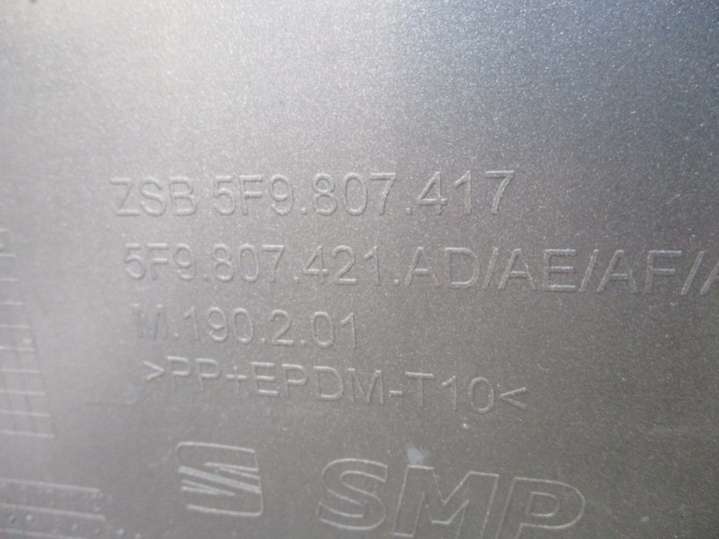 ZSB 5F9.807.417
5F9.807.421.AD/AE/AF//
M.190.2.01
>PP+EPDM-T10<
SMP